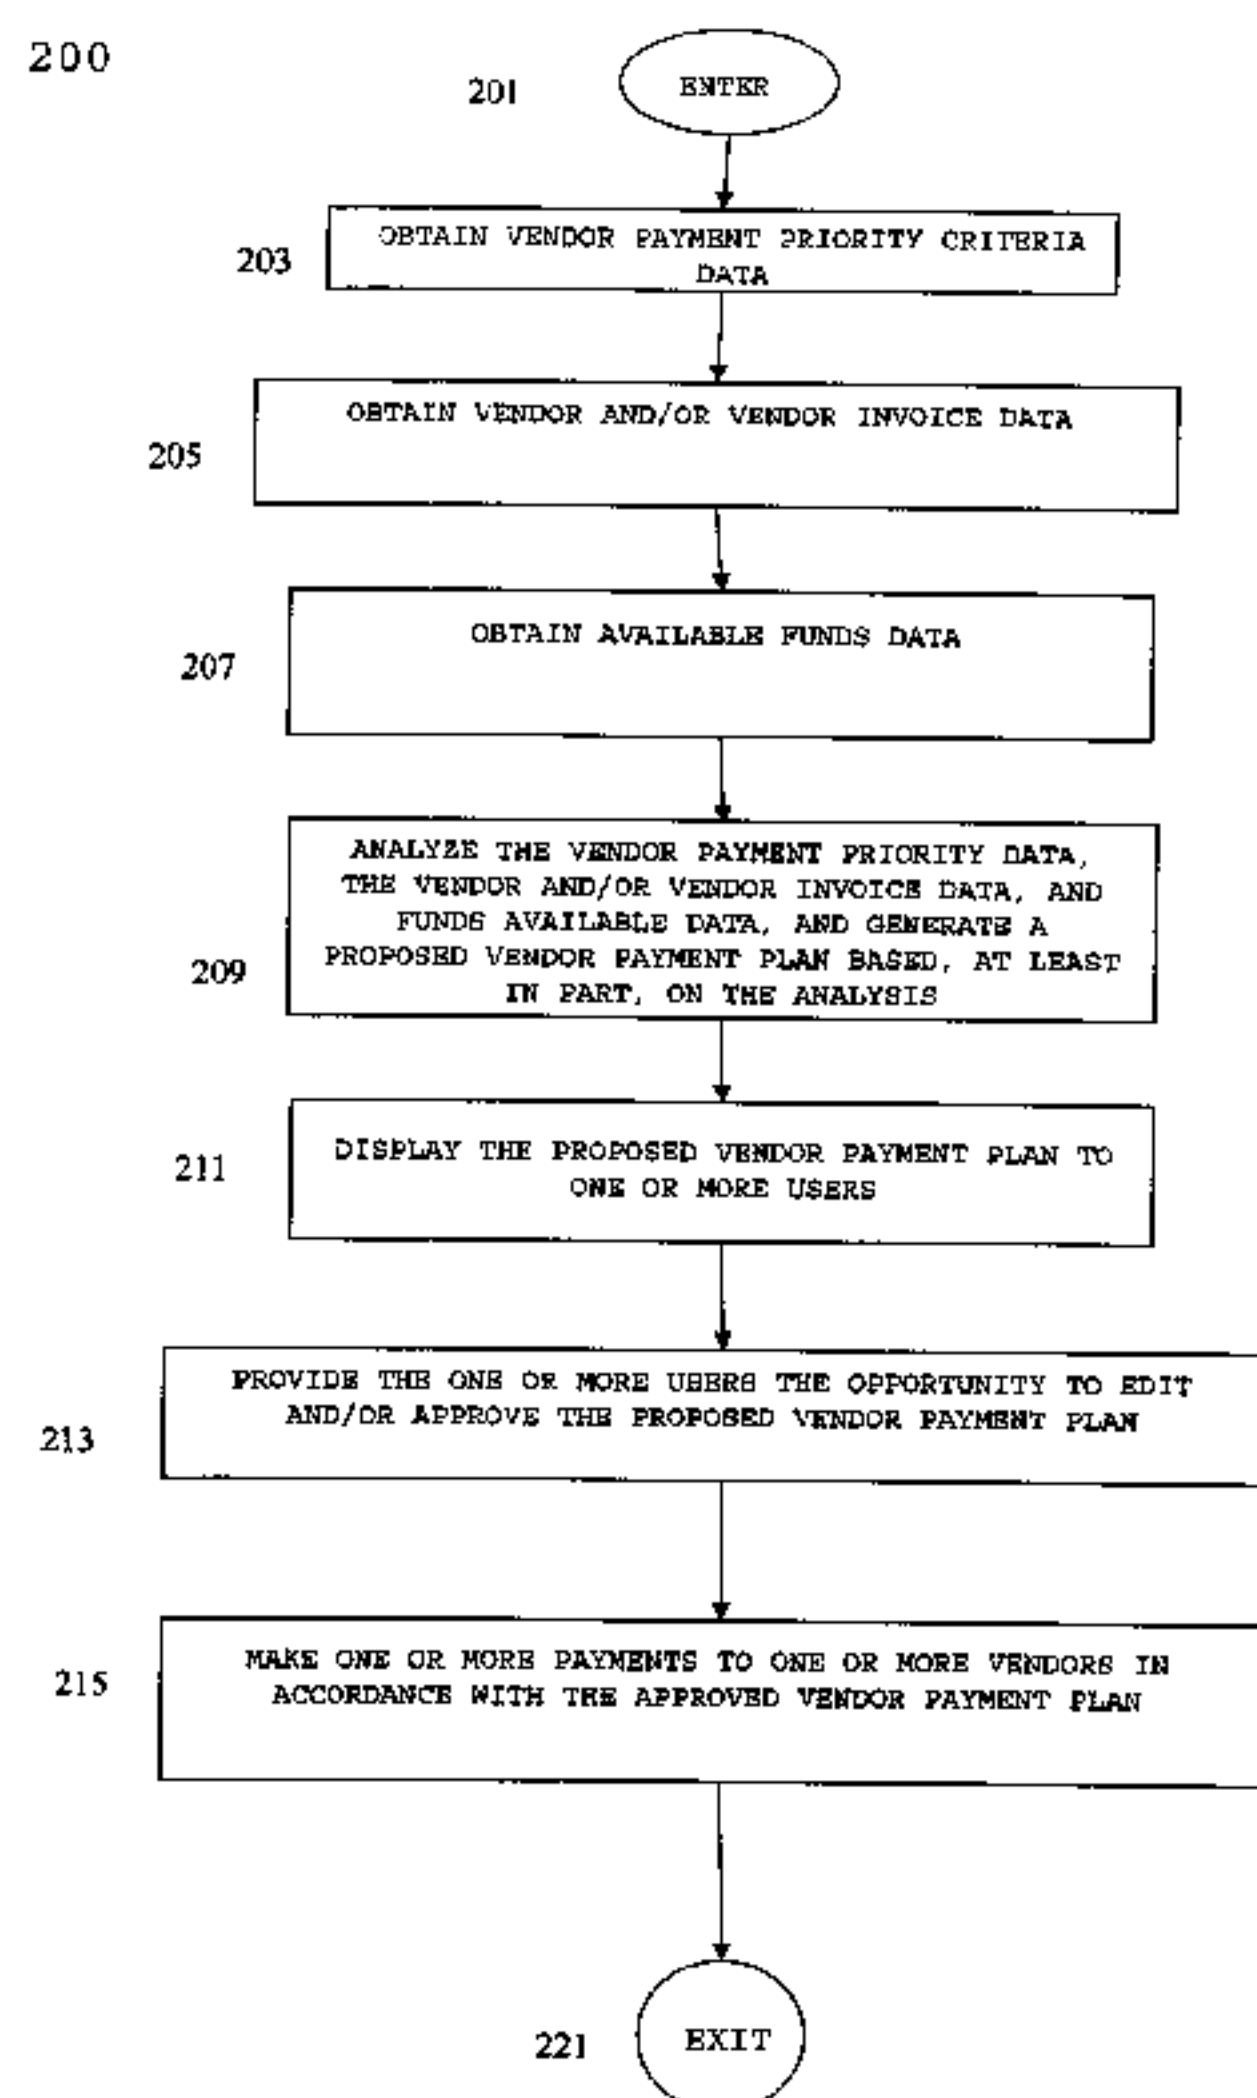 200
201
ENTER
203
OBTAIN VENDOR PAYMENT PRIORITY CRITERIA
DATA
205
OBTAIN VENDOR AND/OR VENDOR INVOICE DATA
207
OBTAIN AVAILABLE FUNDS DATA
209
ANALYZE THE VENDOR PAYMENT PRIORITY DATA,
THE VENDOR AND/OR VENDOR INVOICE DATA, AND
FUNDS AVAILABLE DATA, AND GENERATE A
PROPOSED VENDOR PAYMENT PLAN BASED, AT LEAST
IN PART, ON THE ANALYSIS
211
DISPLAY THE PROPOSED VENDOR PAYMENT PLAN TO
ONE OR MORE USERS
213
PROVIDE THE ONE OR MORE USERS THE OPPORTUNITY TO EDIT
AND/OR APPROVE THE PROPOSED VENDOR PAYMENT PLAN
215
MAKE ONE OR MORE PAYMENTS TO ONE OR MORE VENDORS IN
ACCORDANCE WITH THE APPROVED VENDOR PAYMENT PLAN
221
EXIT